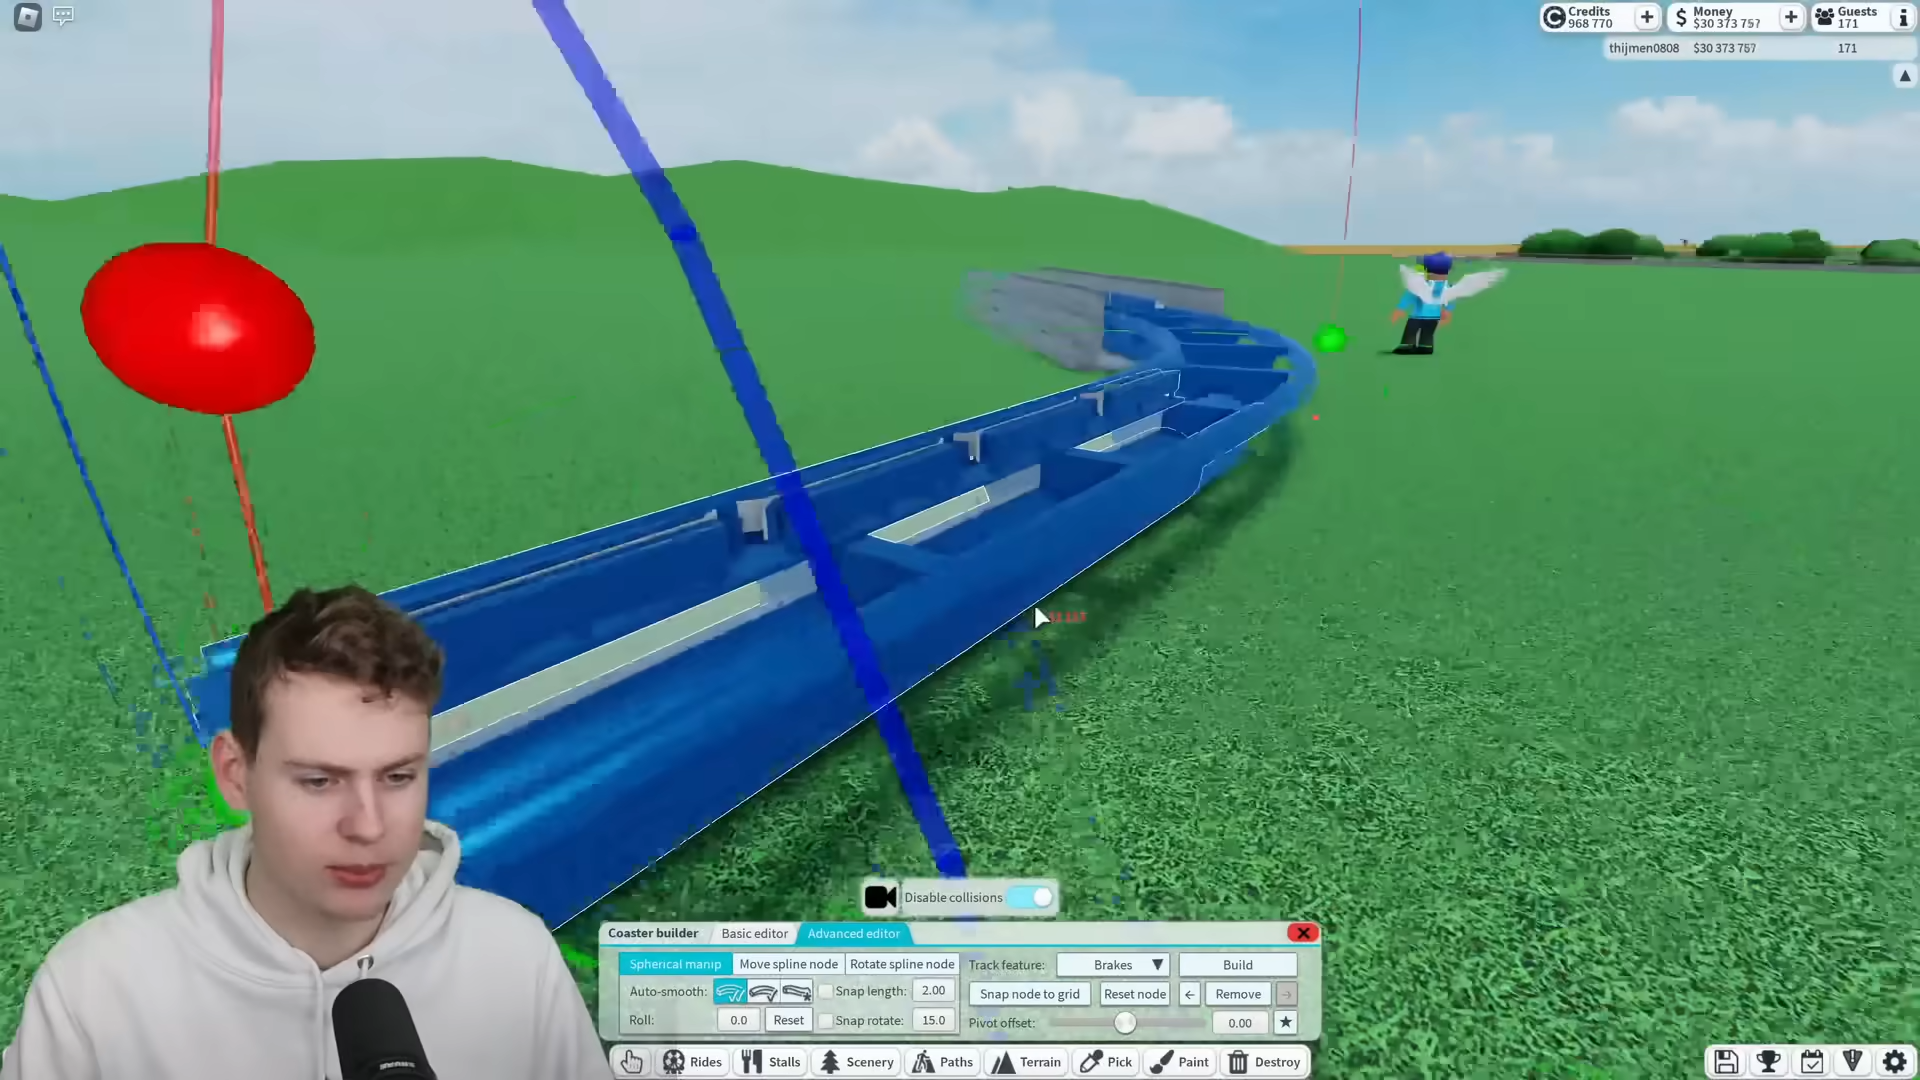 Credits
968 770
Money
$30 373 757
Guests
171
thijmen0808 $30 373 757 171
Disable collisions
Coaster builder Basic editor Advanced editor
Spherical manip Move spline node Rotate spline node Track feature: Brakes Build
Auto-smooth: Snap length: 2.00 Snap node to grid Reset node Remove
Roll: 0.0 Reset Snap rotate: 15.0 Pivot offset: 0.00
Rides Stalls Scenery Paths Terrain Pick Paint Destroy